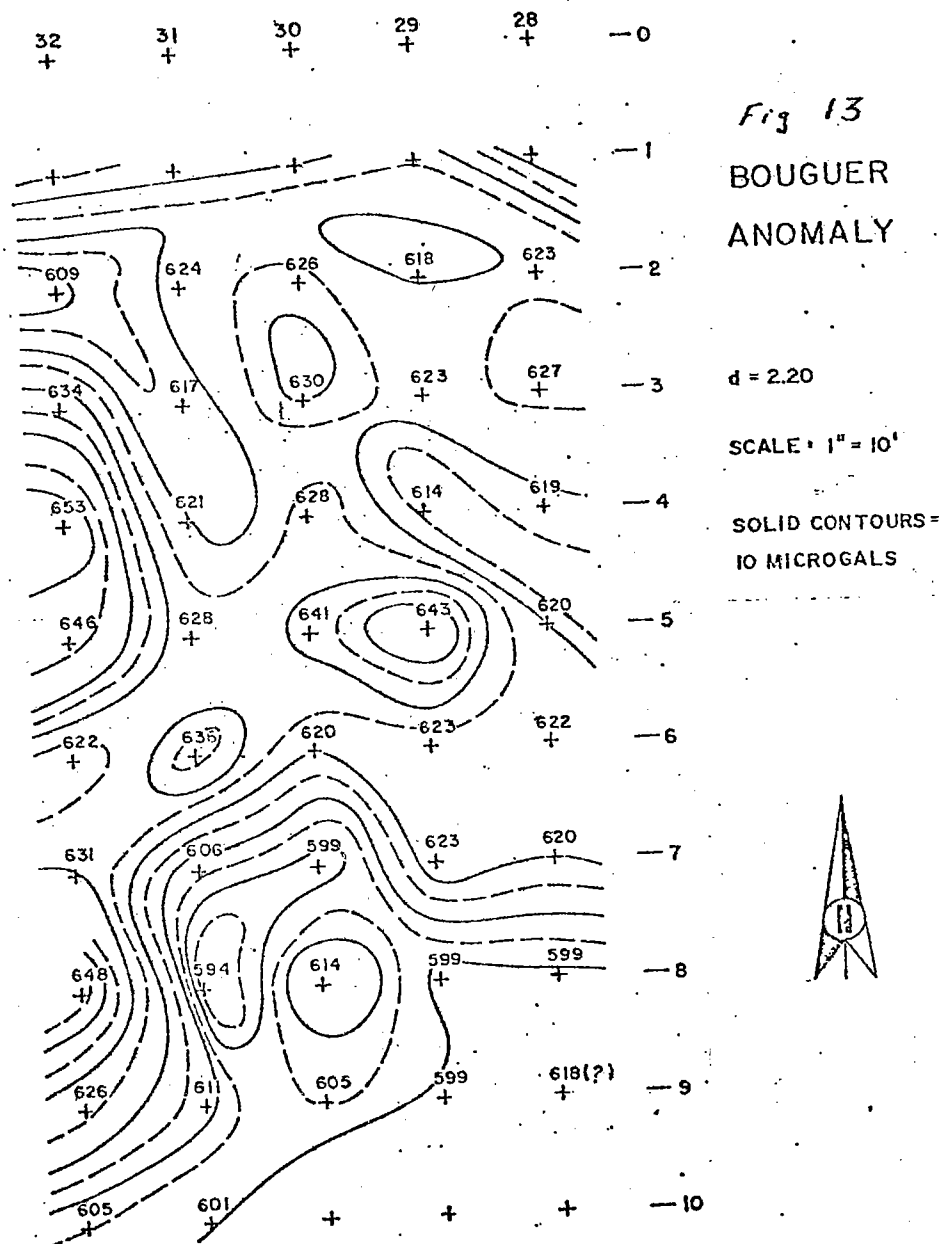 32 31 30 29 28 — 0
— 1
Fig 13
BOUGUER
ANOMALY
609 624 626 618 623 — 2
634 617 630 623 627 — 3
d = 2.20
SCALE • 1" = 10'
653 621 628 614 619 — 4
SOLID CONTOURS =
10 MICROGALS
646 628 641 643 620 — 5
622 636 620 623 622 — 6
631 606 599 623 620 — 7
648 594 614 599 599 — 8
626 611 605 599 618(?) — 9
605 601 — 10